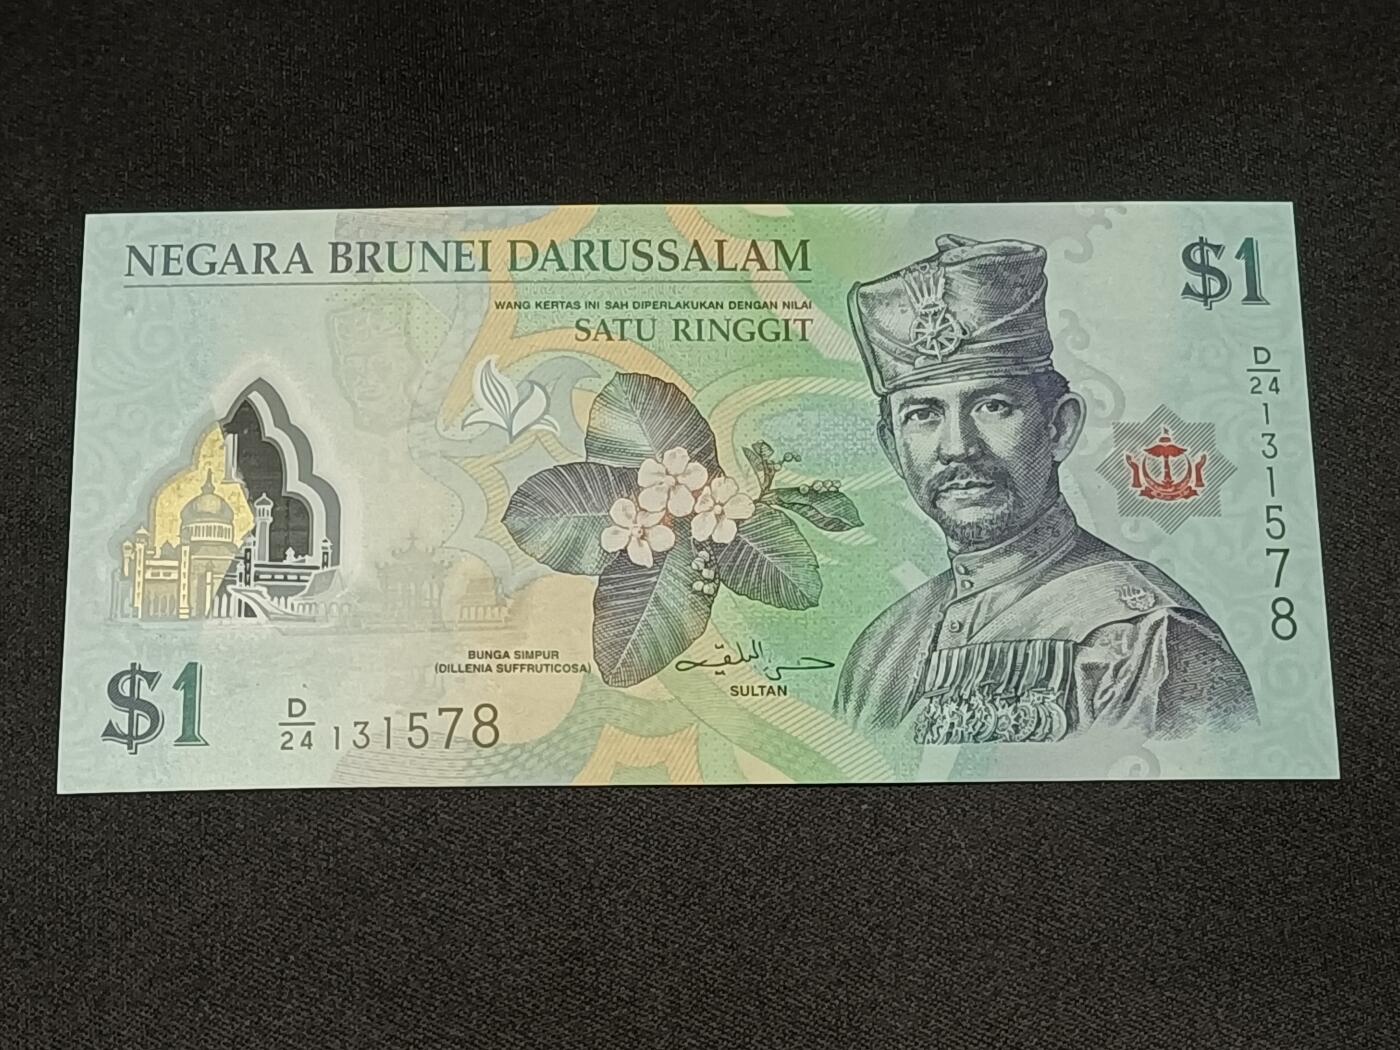 NEGARA BRUNEI DARUSSALAM
$1
WANG KERTAS INI SAH DIPERLAKUKAN DENGAN NILAI
SATU RINGGIT
D/24 131578
BUNGA SIMPUR
(DILLENIA SUFFRUTICOSA)
SULTAN
$1
D/24 131578